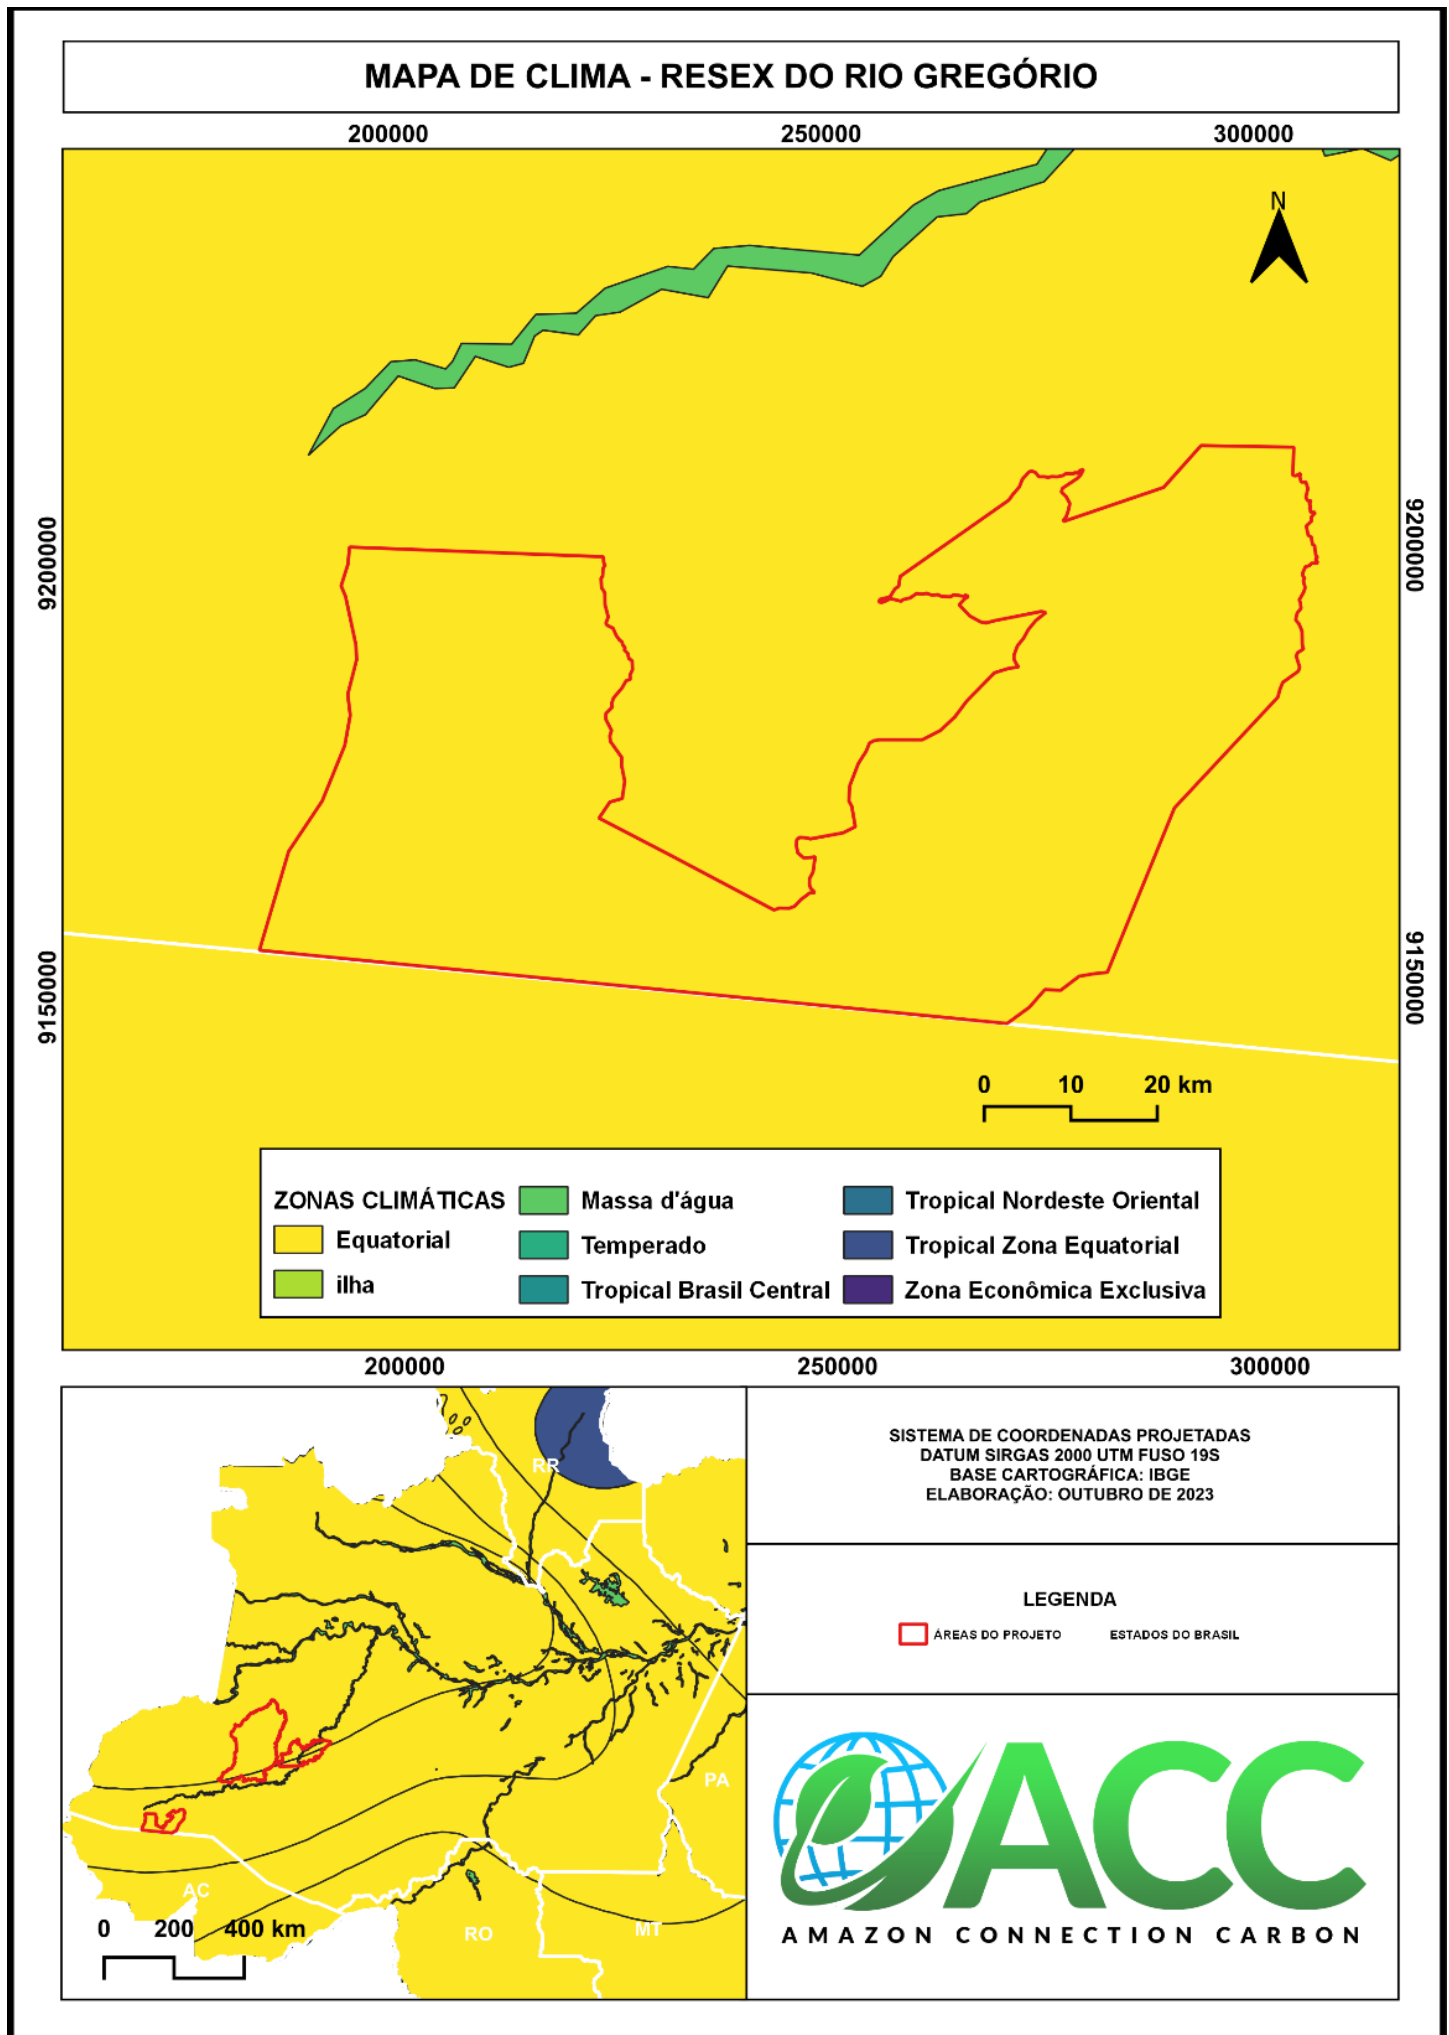 MAPA DE CLIMA - RESEX DO RIO GREGÓRIO
200000 250000 300000
N
9200000 9200000
9150000 9150000
0 10 20 km
ZONAS CLIMÁTICAS
Equatorial
ilha
Massa d'água
Temperado
Tropical Brasil Central
Tropical Nordeste Oriental
Tropical Zona Equatorial
Zona Econômica Exclusiva
200000 250000 300000
RR
PA
AC
RO
MT
0 200 400 km
SISTEMA DE COORDENADAS PROJETADAS
DATUM SIRGAS 2000 UTM FUSO 19S
BASE CARTOGRÁFICA: IBGE
ELABORAÇÃO: OUTUBRO DE 2023
LEGENDA
ÁREAS DO PROJETO ESTADOS DO BRASIL
ACC
AMAZON CONNECTION CARBON